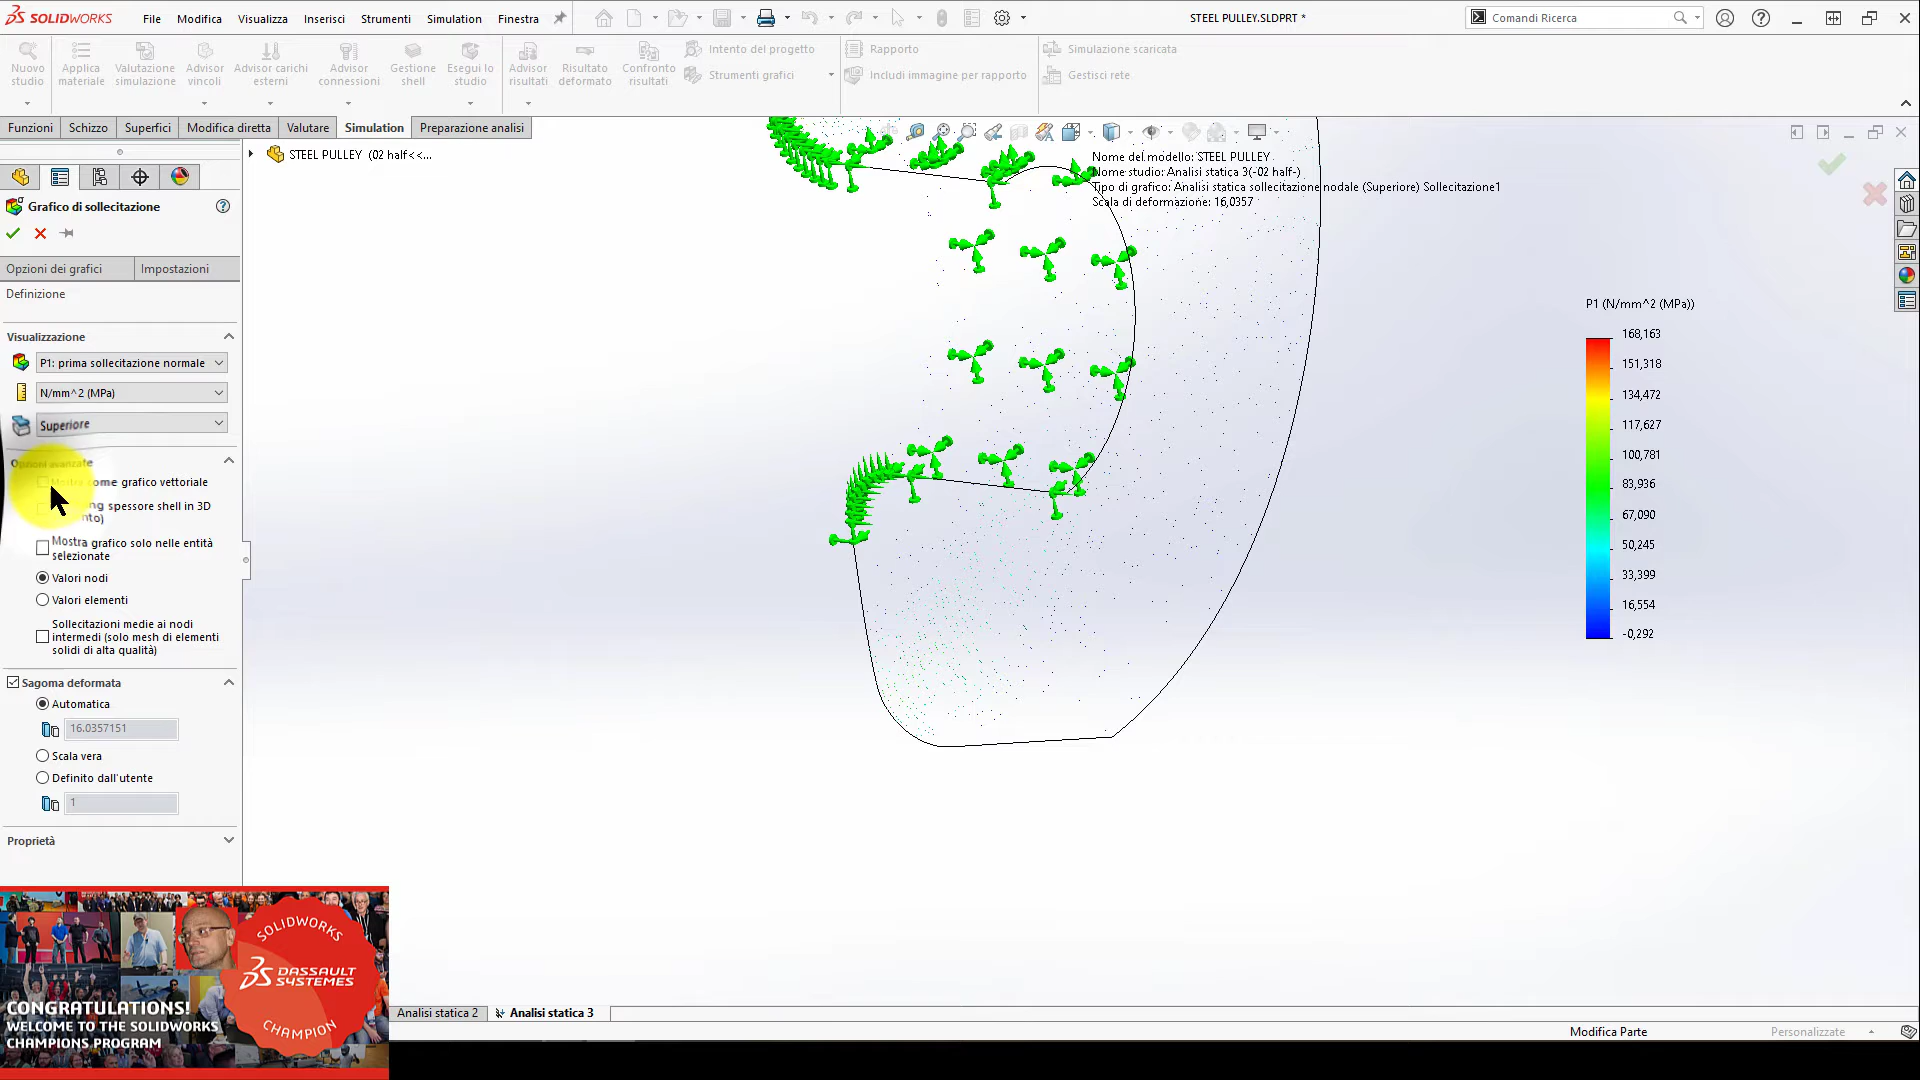 SOLIDWORKS
File
Modifica
Visualizza
Inserisci
Strumenti
Simulation
Finestra
STEEL PULLEY.SLDPRT *
Comandi Ricerca
Nuovo
studio
Applica
materiale
Valutazione
simulazione
Advisor
vincoli
Advisor carichi
esterni
Advisor
connessioni
Gestione
shell
Esegui lo
studio
Advisor
risultati
Risultato
deformato
Confronto
risultati
Intento del progetto
Strumenti grafici
Rapporto
Includi immagine per rapporto
Simulazione scaricata
Gestisci rete
Funzioni
Schizzo
Superfici
Modifica diretta
Valutare
Simulation
Preparazione analisi
STEEL PULLEY (02 half<<...
Nome del modello: STEEL PULLEY
Nome studio: Analisi statica 3(-02 half-)
Tipo di grafico: Analisi statica sollecitazione nodale (Superiore) Sollecitazione1
Scala di deformazione: 16,0357
Grafico di sollecitazione
Opzioni dei grafici
Impostazioni
Definizione
Visualizzazione
P1: prima sollecitazione normale
N/mm^2 (MPa)
Superiore
Opzioni avanzate
Mostra come grafico vettoriale
spessore shell in 3D
Mostra grafico solo nelle entità
selezionate
Valori nodi
Valori elementi
Sollecitazioni medie ai nodi
intermedi (solo mesh di elementi
solidi di alta qualità)
Sagoma deformata
Automatica
16.0357151
Scala vera
Definito dall'utente
1
Proprietà
P1 (N/mm^2 (MPa))
168,163
151,318
134,472
117,627
100,781
83,936
67,090
50,245
33,399
16,554
-0,292
SOLIDWORKS
DASSAULT
SYSTEMES
CHAMPION
CONGRATULATIONS!
WELCOME TO THE SOLIDWORKS
CHAMPIONS PROGRAM
Analisi statica 2
Analisi statica 3
Modifica Parte
Personalizzate